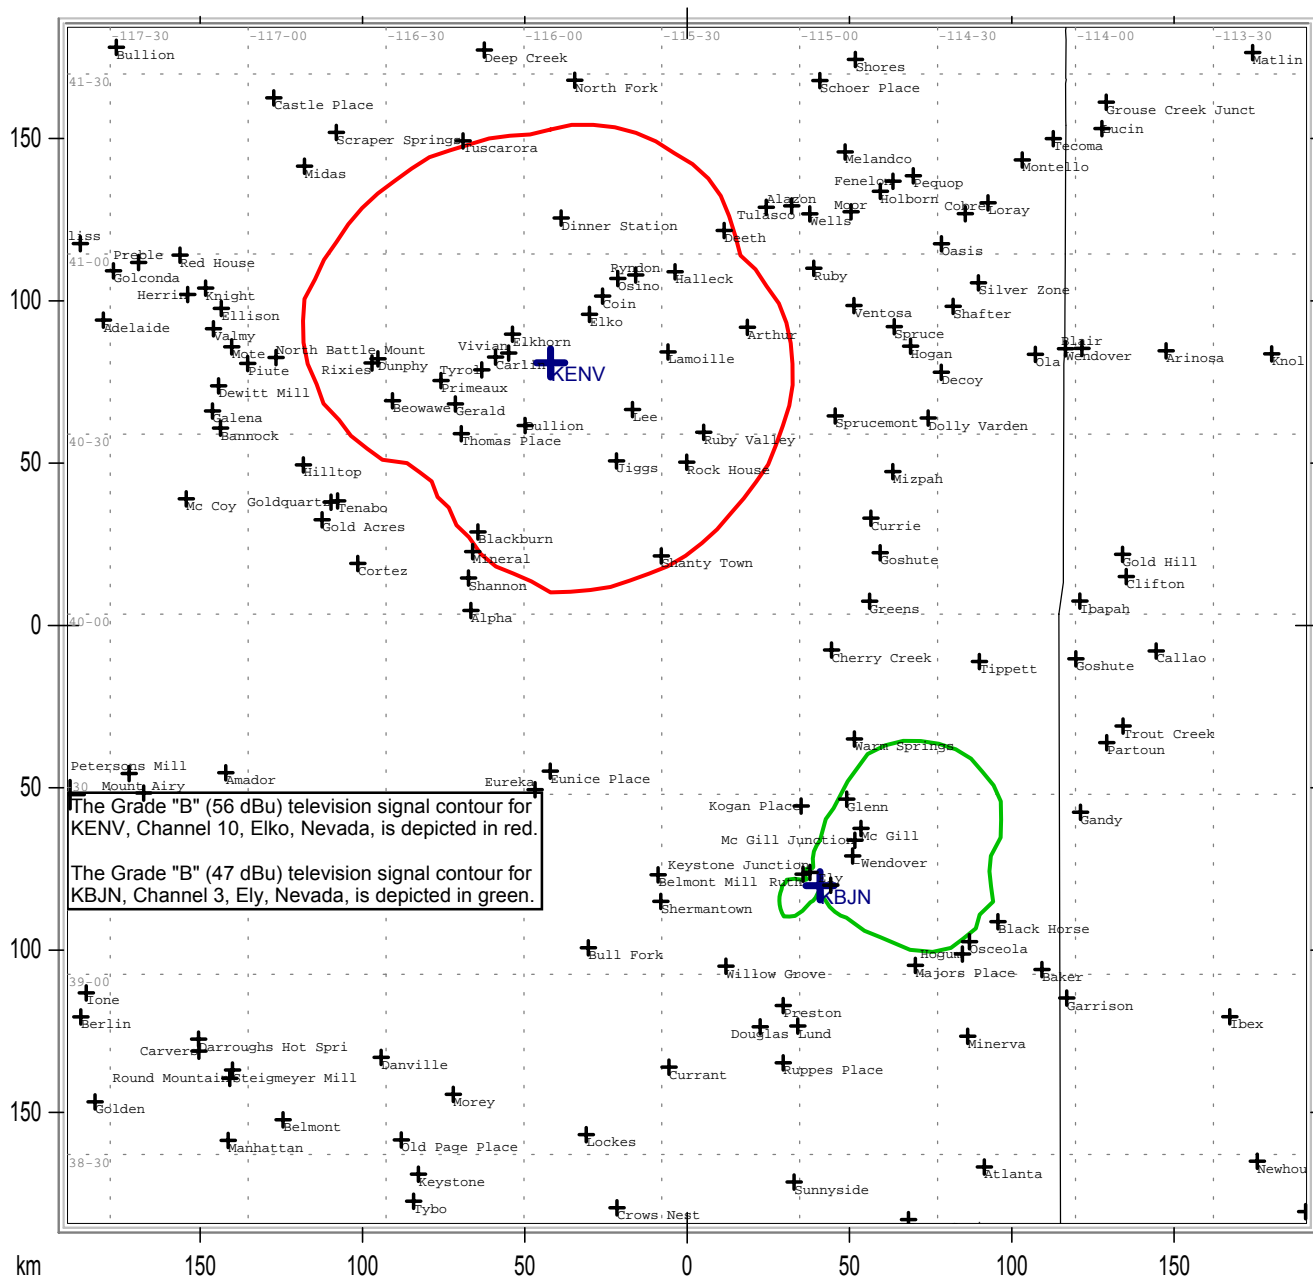 -117-30 -117-00 -116-30 -116-00 -115-30 -115-00 -114-30 -114-00 -113-30
Bullion
Deep Creek
Matlin
Shores
41-30
North Fork
Schoer Place
Castle Place
Grouse Creek Junct
Lucin
150
Scraper Springs
Tuscarora
Tecoma
Melandco
Montello
Midas
Fenelon
Pequop
Holborn
Alazon
Moor
Cobre
Loray
Tulasco
Wells
Dinner Station
Deeth
liss
Oasis
Preble
Red House
41-00
Golconda
Ryndon
Halleck
Ruby
Osino
Silver Zone
Herrin
Knight
Coin
100
Ellison
Elko
Ventosa
Shafter
Adelaide
Valmy
Arthur
Spruce
Elkhorn
Mote
Vivian
Hogan
Blair
North Battle Mount
Lamoille
Wendover
Arinosa
Knol
Piute
Rixies
Dunphy
Tyrol
Carlin
KENV
Ola
Primeaux
Decoy
Dewitt Mill
Beowawe
Gerald
Galena
Lee
Sprucemont
Dolly Varden
Bannock
Bullion
Thomas Place
Ruby Valley
40-30
50
Hilltop
Jiggs
Rock House
Mizpah
Mc Coy
Goldquartz
Tenabo
Gold Acres
Currie
Blackburn
Mineral
Shanty Town
Goshute
Gold Hill
Cortez
Clifton
Shannon
Greens
Ibapah
Alpha
0
40-00
Cherry Creek
Tippett
Goshute
Callao
Warm Springs
Trout Creek
Partoun
Petersons Mill
Amador
Eunice Place
Eureka
50
30
Mount Airy
Kogan Place
Glenn
Gandy
The Grade "B" (56 dBu) television signal contour for
KENV, Channel 10, Elko, Nevada, is depicted in red.
The Grade "B" (47 dBu) television signal contour for
KBJN, Channel 3, Ely, Nevada, is depicted in green.
Mc Gill
Mc Gill Junction
Wendover
Keystone Junction
Belmont Mill
Ruth
Ely
KBJN
Shermantown
Black Horse
100
Bull Fork
Osceola
Hogum
Willow Grove
Majors Place
Baker
39-00
Ione
Preston
Garrison
Berlin
Douglas
Lund
Ibex
Darroughs Hot Spri
Carvers
Minerva
Danville
Currant
Ruppes Place
Round Mountain
Steigmeyer Mill
Golden
Morey
150
Belmont
Manhattan
Old Page Place
Lockes
38-30
Newhou
Atlanta
Keystone
Sunnyside
Tybo
Crows Nest
km 150 100 50 0 50 100 150